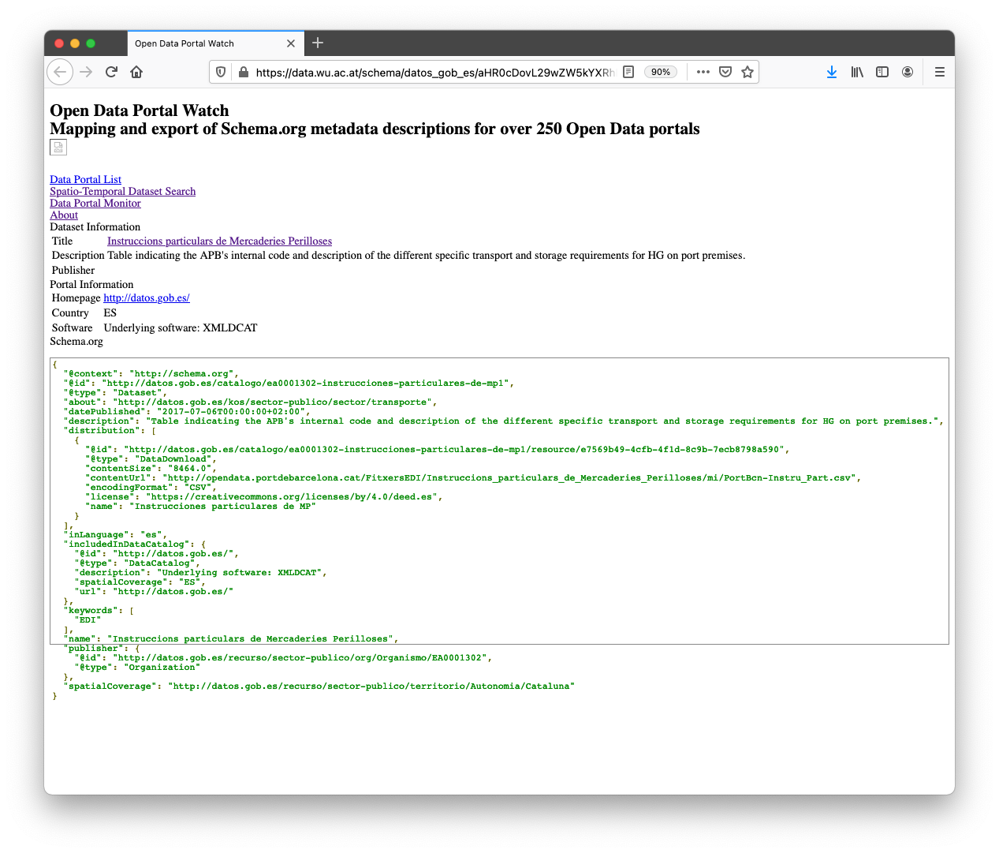 Open Data Portal Watch
https://data.wu.ac.at/schema/datos_gob_es/aHR0cDovL29wZW5kYXRh
90%
Open Data Portal Watch
Mapping and export of Schema.org metadata descriptions for over 250 Open Data portals
Data Portal List
Spatio-Temporal Dataset Search
Data Portal Monitor
About
Dataset Information
Title Instruccions particulars de Mercaderies Perilloses
Description Table indicating the APB's internal code and description of the different specific transport and storage requirements for HG on port premises.
Publisher
Portal Information
Homepage http://datos.gob.es/
Country ES
Software Underlying software: XMLDCAT
Schema.org
{
"@context": "http://schema.org",
"@id": "http://datos.gob.es/catalogo/ea0001302-instrucciones-particulares-de-mp1",
"@type": "Dataset",
"about": "http://datos.gob.es/kos/sector-publico/sector/transporte",
"datePublished": "2017-07-06T00:00:00+02:00",
"description": "Table indicating the APB's internal code and description of the different specific transport and storage requirements for HG on port premises.",
"distribution": [
{
"@id": "http://datos.gob.es/catalogo/ea0001302-instrucciones-particulares-de-mp1/resource/e7569b49-4cfb-4f1d-8c9b-7ecb8798a590",
"@type": "DataDownload",
"contentSize": "8464.0",
"contentUrl": "http://opendata.portdebarcelona.cat/FitxersEDI/Instruccions_particulars_de_Mercaderies_Perilloses/mi/PortBcn-Instru_Part.csv",
"encodingFormat": "CSV",
"license": "https://creativecommons.org/licenses/by/4.0/deed.es",
"name": "Instrucciones particulares de MP"
}
],
"inLanguage": "es",
"includedInDataCatalog": {
"@id": "http://datos.gob.es/",
"@type": "DataCatalog",
"description": "Underlying software: XMLDCAT",
"spatialCoverage": "ES",
"url": "http://datos.gob.es/"
},
"keywords": [
"EDI"
],
"name": "Instruccions particulars de Mercaderies Perilloses",
"publisher": {
"@id": "http://datos.gob.es/recurso/sector-publico/org/Organismo/EA0001302",
"@type": "Organization"
},
"spatialCoverage": "http://datos.gob.es/recurso/sector-publico/territorio/Autonomia/Cataluna"
}